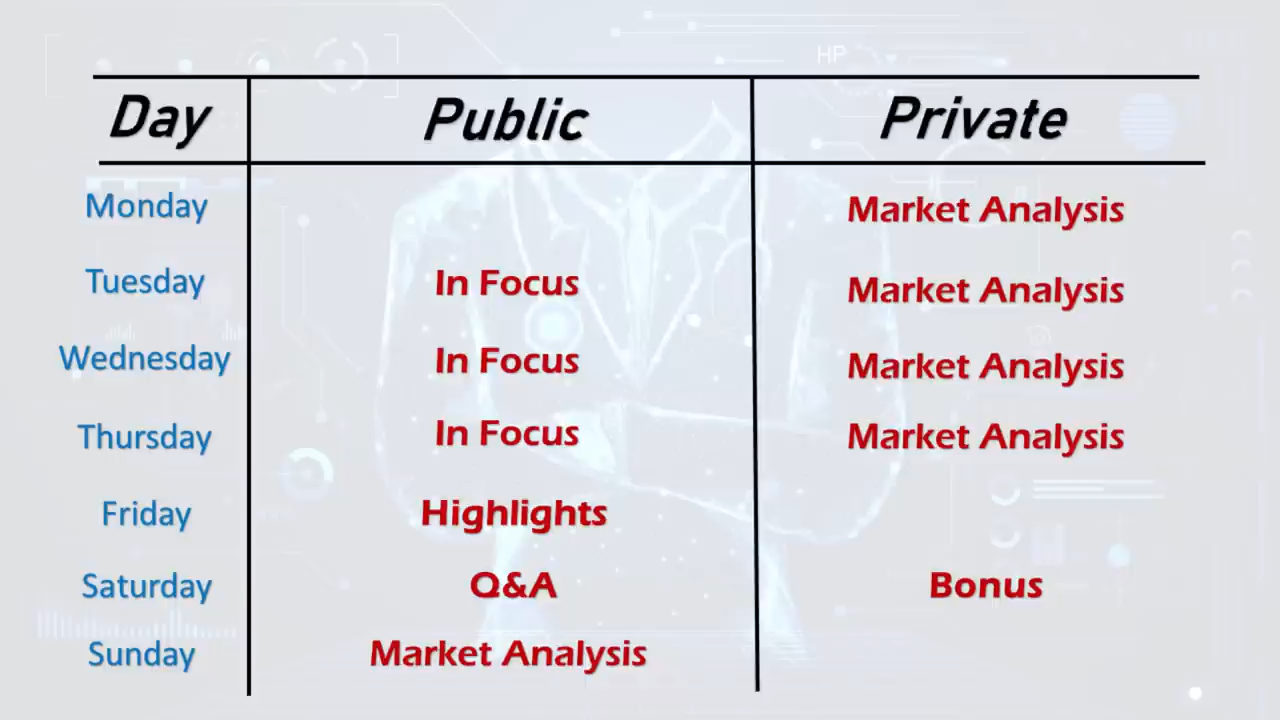 HP
Day Public Private
Monday Market Analysis
Tuesday In Focus Market Analysis
Wednesday In Focus Market Analysis
Thursday In Focus Market Analysis
Friday Highlights
Saturday Q&A Bonus
Sunday Market Analysis